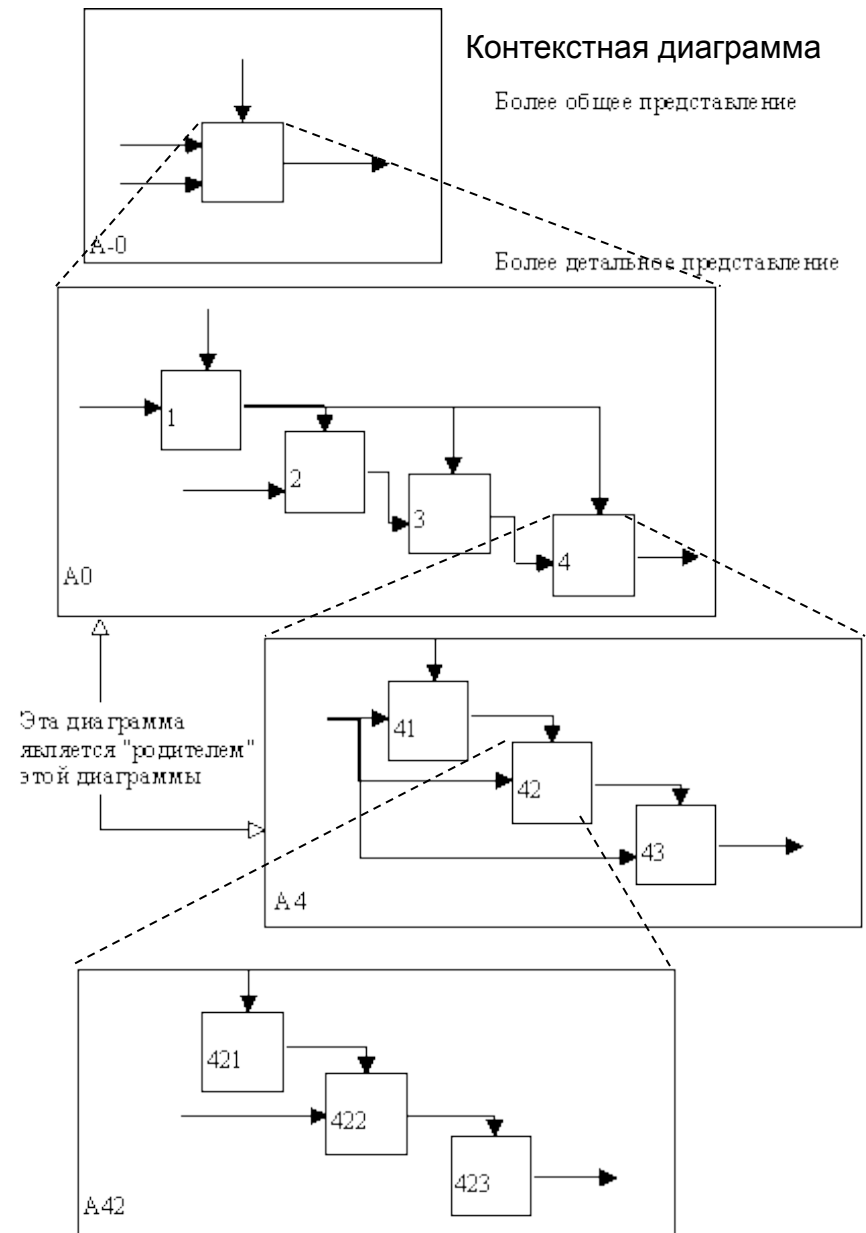 Контекстная диаграмма
Более общее представление
A-0
Более детальное представление
1
2
3
4
A0
Эта диаграмма
является "родителем"
этой диаграммы
41
42
43
A4
421
422
423
A42